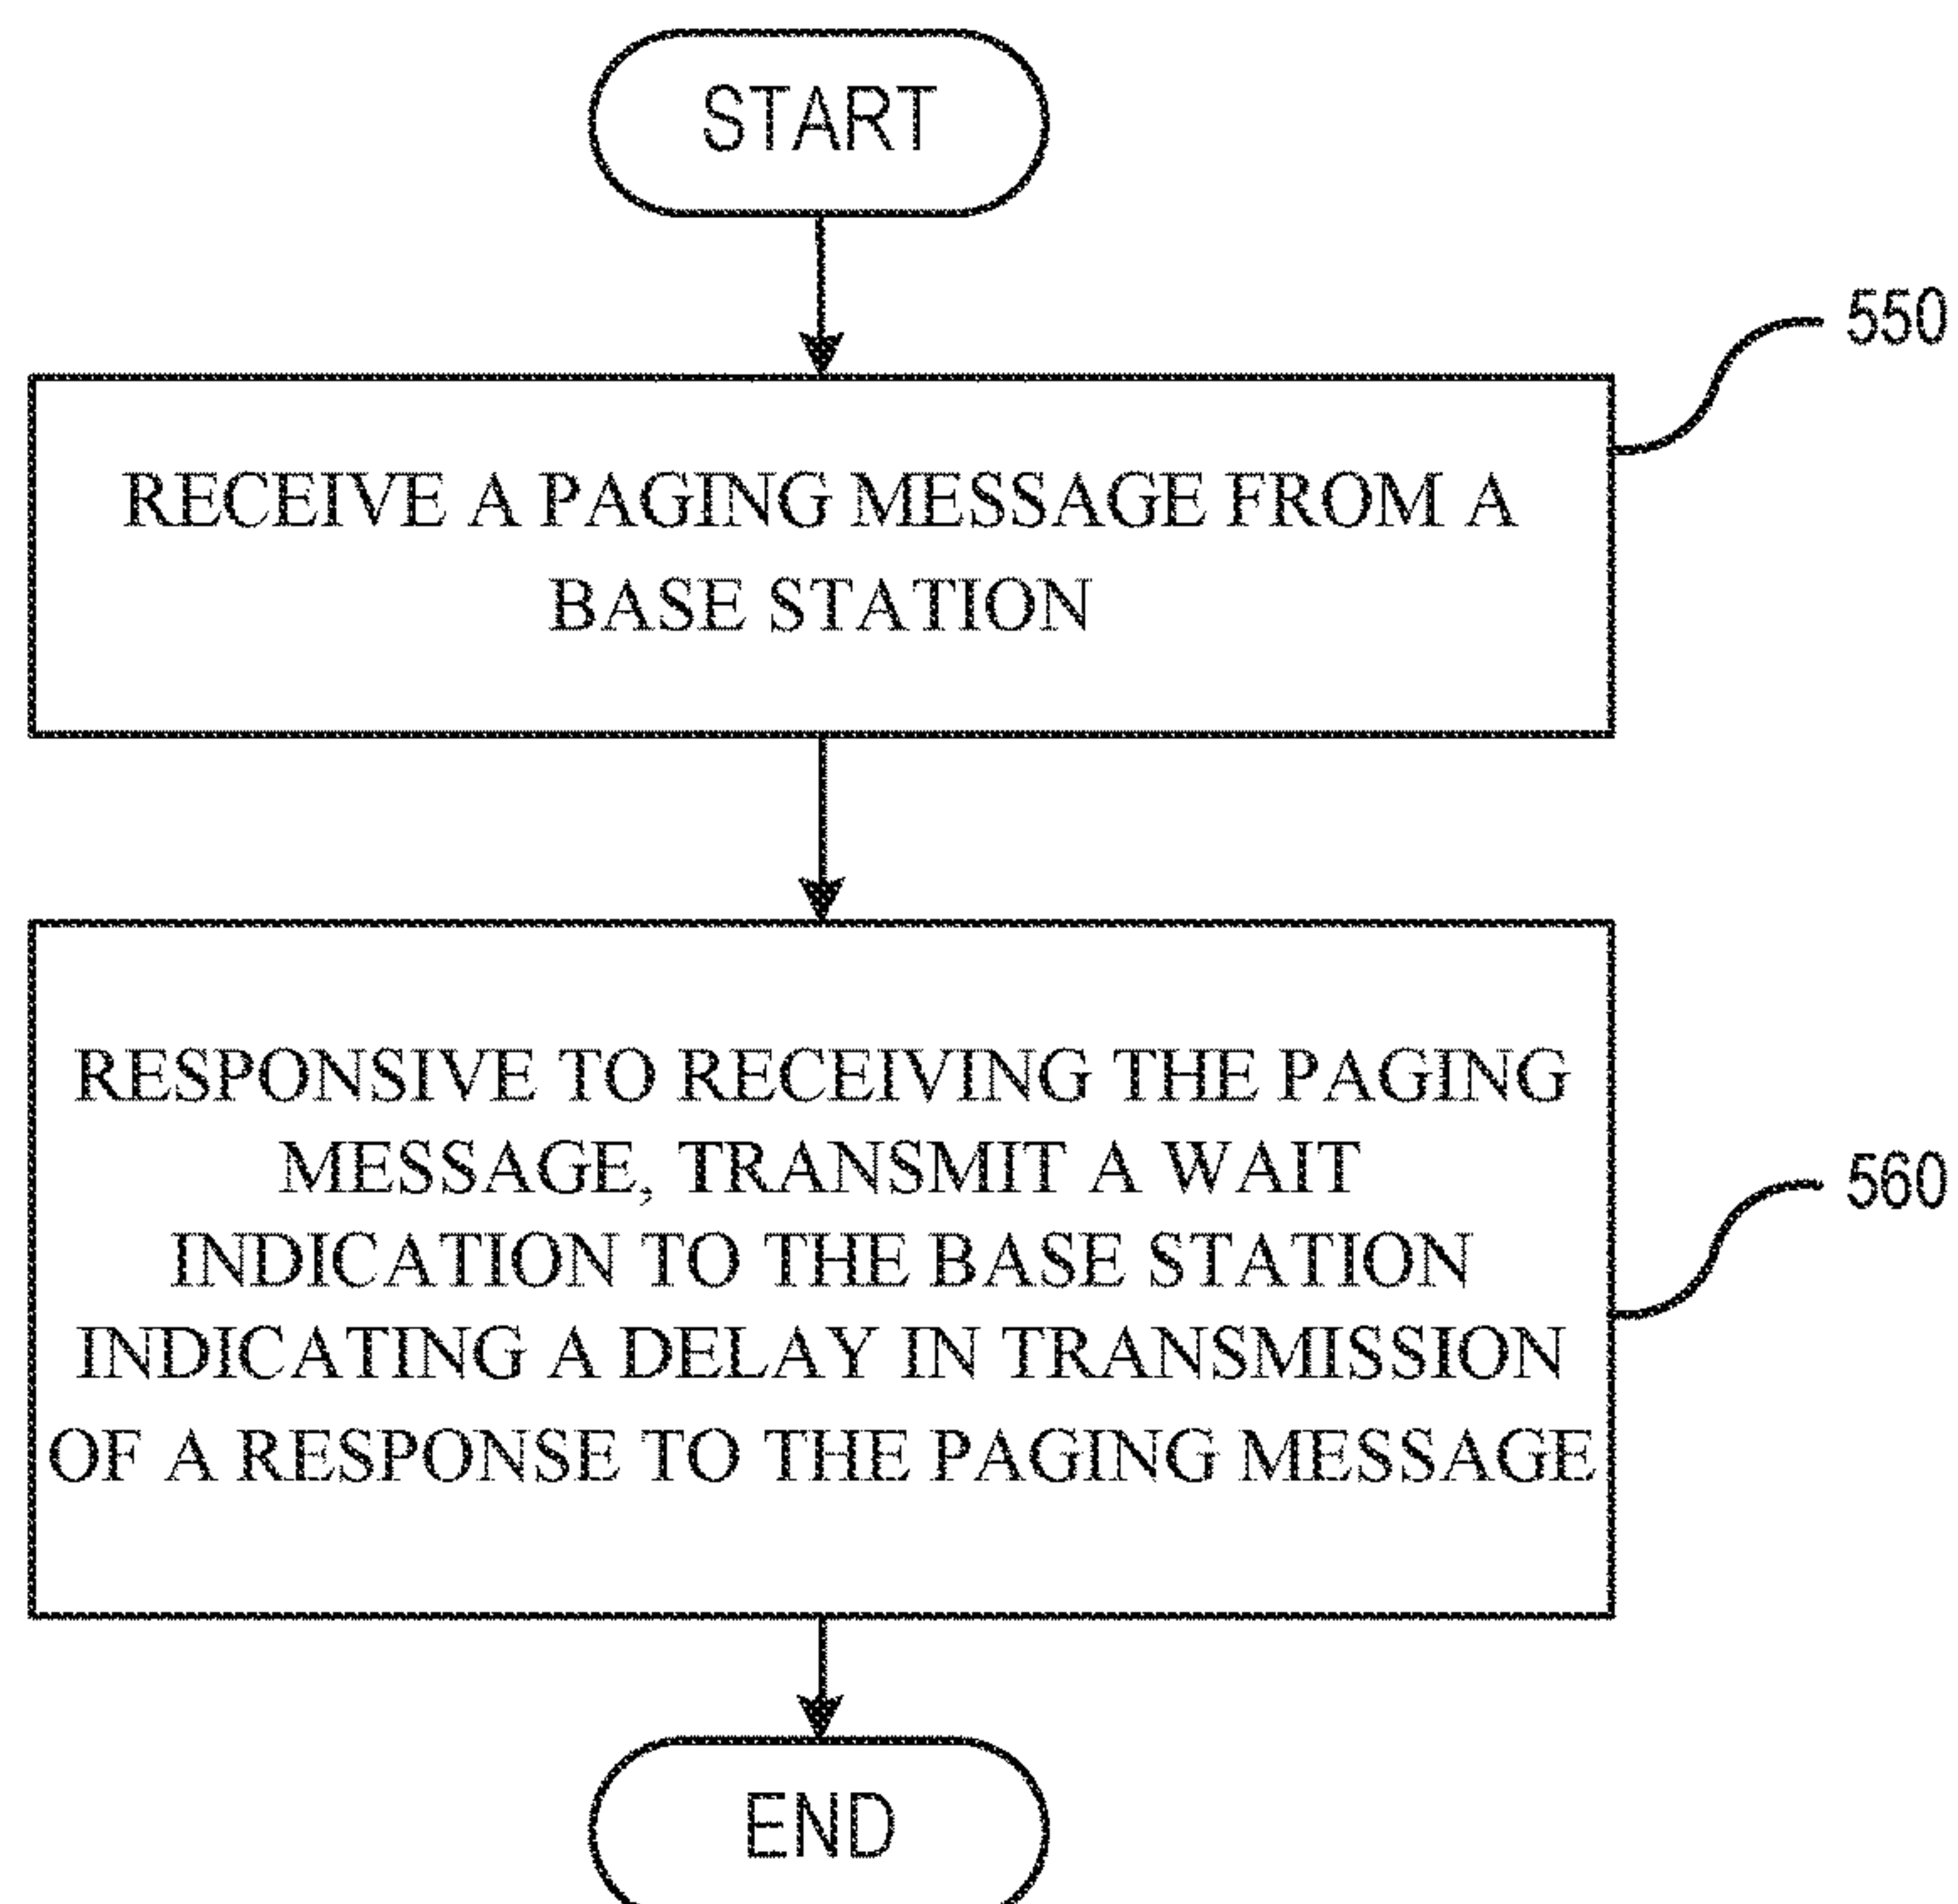 START
550
RECEIVE A PAGING MESSAGE FROM A
BASE STATION
RESPONSIVE TO RECEIVING THE PAGING
MESSAGE, TRANSMIT A WAIT
INDICATION TO THE BASE STATION
INDICATING A DELAY IN TRANSMISSION
OF A RESPONSE TO THE PAGING MESSAGE
560
END